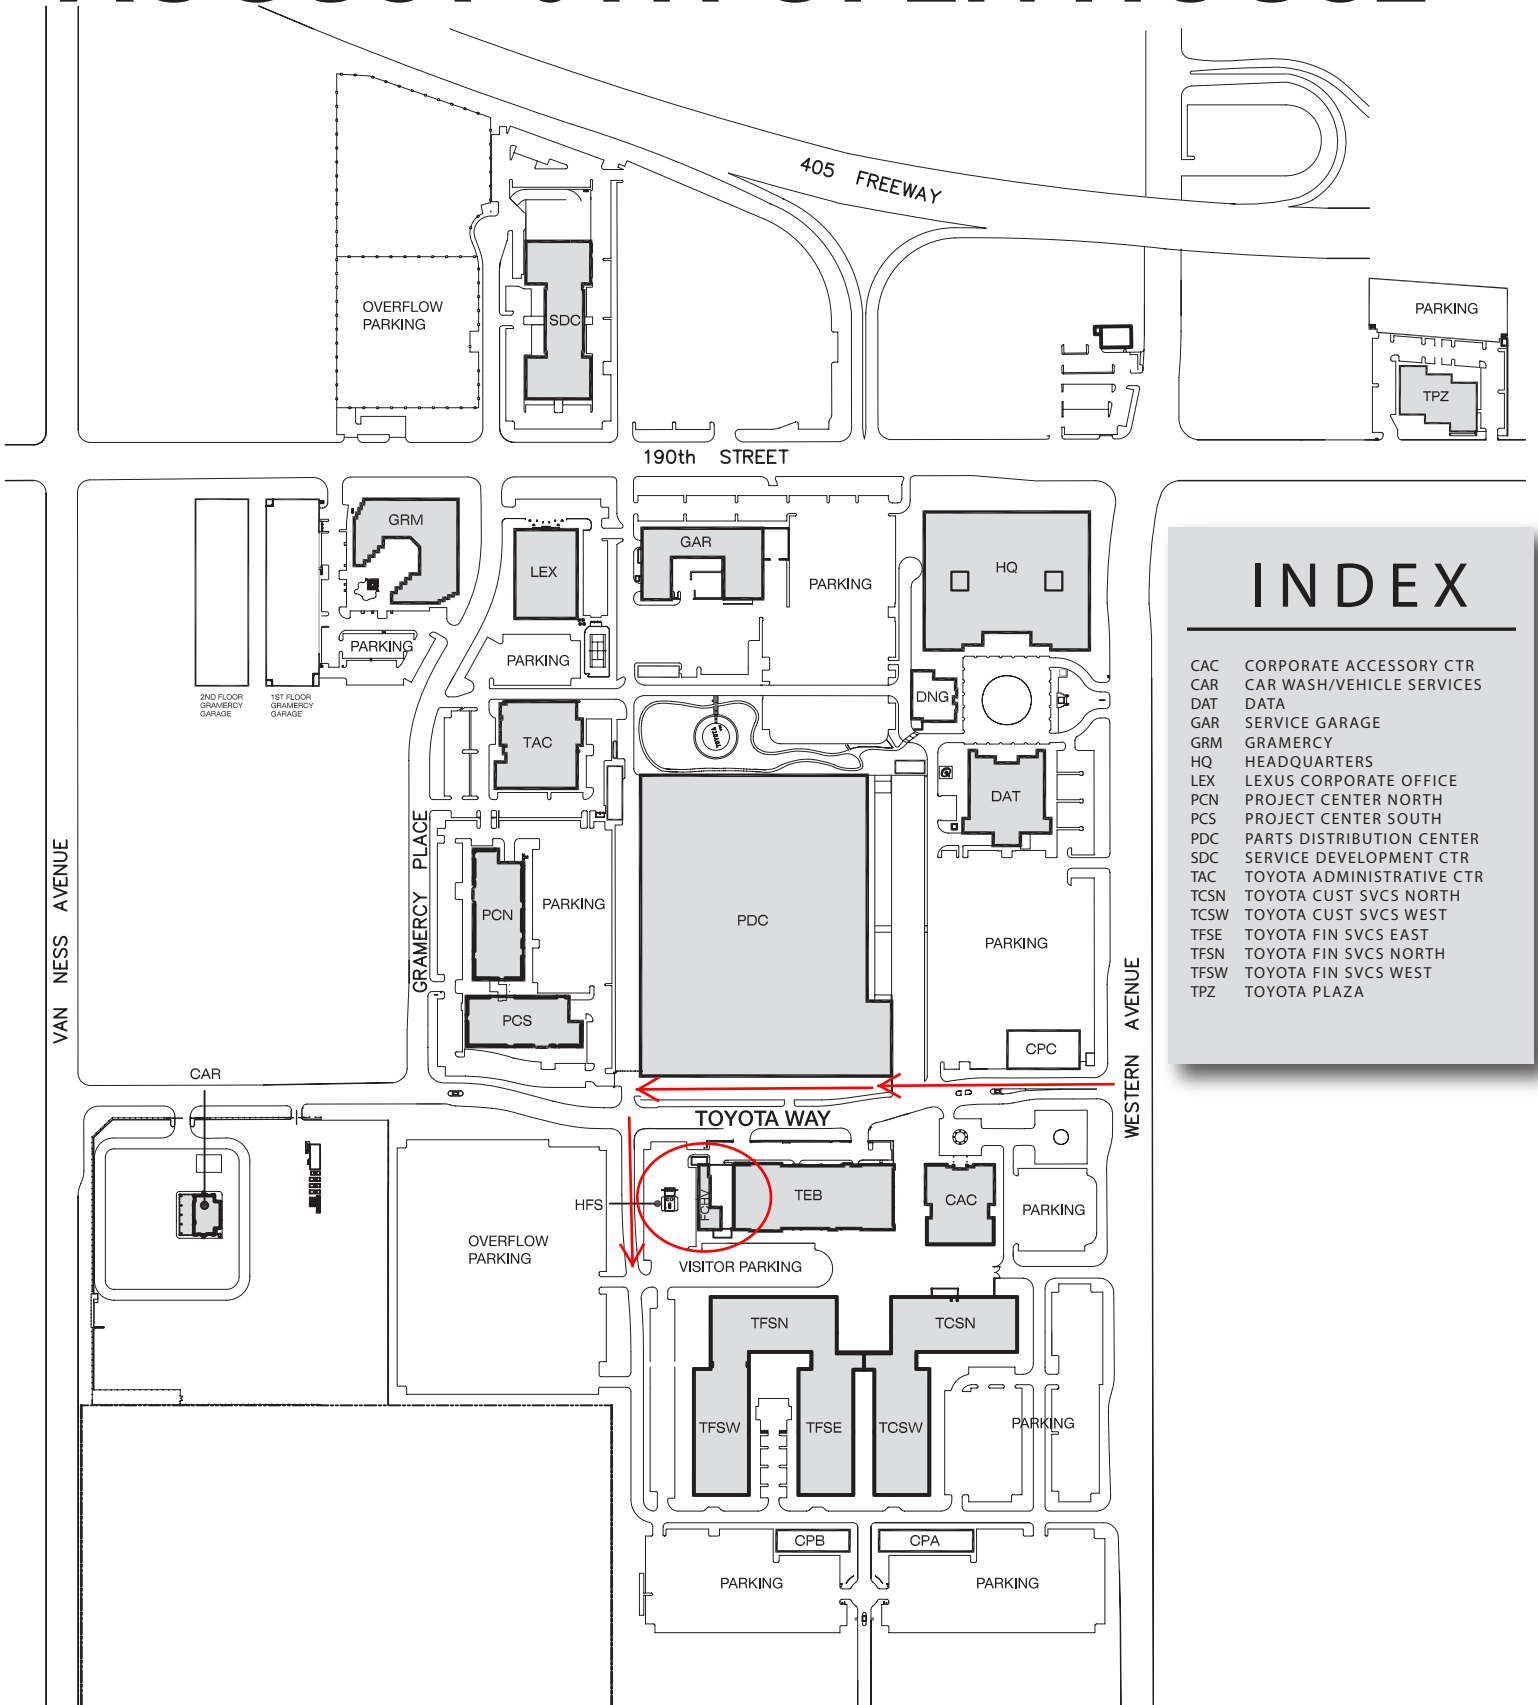 405 FREEWAY
OVERFLOW
PARKING
SDC
PARKING
TPZ
190th STREET
GRM
LEX
GAR
PARKING
HQ
PARKING
PARKING
2ND FLOOR
GRAMERCY
GARAGE
1ST FLOOR
GRAMERCY
GARAGE
DNG
TAC
TOYOTA
DAT
INDEX
CAC CORPORATE ACCESSORY CTR
CAR CAR WASH/VEHICLE SERVICES
DAT DATA
GAR SERVICE GARAGE
GRM GRAMERCY
HQ HEADQUARTERS
LEX LEXUS CORPORATE OFFICE
PCN PROJECT CENTER NORTH
PCS PROJECT CENTER SOUTH
PDC PARTS DISTRIBUTION CENTER
SDC SERVICE DEVELOPMENT CTR
TAC TOYOTA ADMINISTRATIVE CTR
TCSN TOYOTA CUST SVCS NORTH
TCSW TOYOTA CUST SVCS WEST
TFSE TOYOTA FIN SVCS EAST
TFSN TOYOTA FIN SVCS NORTH
TFSW TOYOTA FIN SVCS WEST
TPZ TOYOTA PLAZA
VAN NESS AVENUE
GRAMERCY PLACE
PCN
PARKING
PDC
PARKING
WESTERN AVENUE
PCS
CPC
CAR
TOYOTA WAY
HFS
FCHV
TEB
CAC
PARKING
OVERFLOW
PARKING
VISITOR PARKING
TFSN
TCSN
TFSW
TFSE
TCSW
PARKING
CPB
CPA
PARKING
PARKING